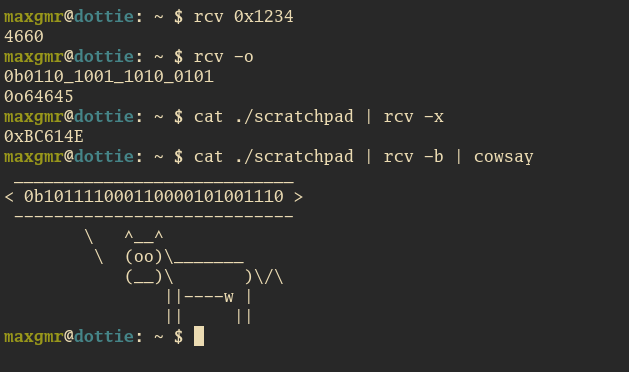 maxgmr@dottie: ~ $ rcv 0x1234
4660
maxgmr@dottie: ~ $ rcv -o
0b0110_1001_1010_0101
0o64645
maxgmr@dottie: ~ $ cat ./scratchpad | rcv -x
0xBC614E
maxgmr@dottie: ~ $ cat ./scratchpad | rcv -b | cowsay
 ____________________________
< 0b101111000110000101001110 >
 ----------------------------
        \   ^__^
         \  (oo)\_______
            (__)\       )\/\
                ||----w |
                ||     ||
maxgmr@dottie: ~ $